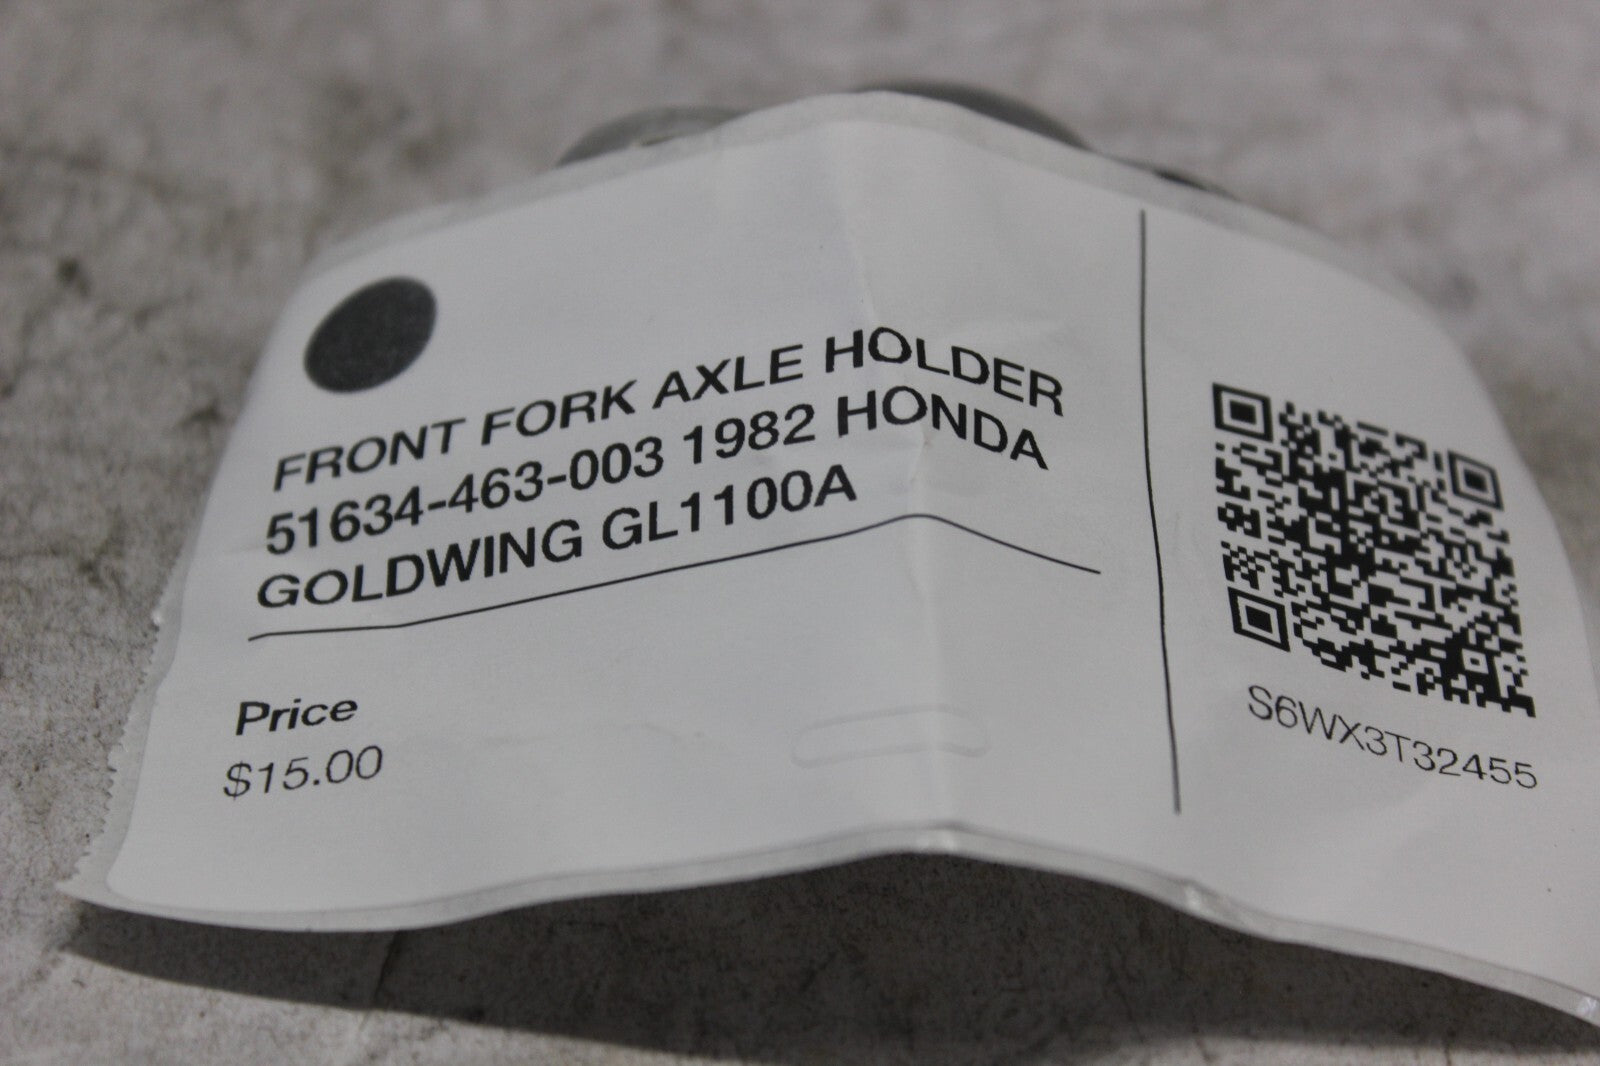 FRONT FORK AXLE HOLDER
51634-463-003 1982 HONDA
GOLDWING GL1100A
Price
$15.00
S6WX3T32455